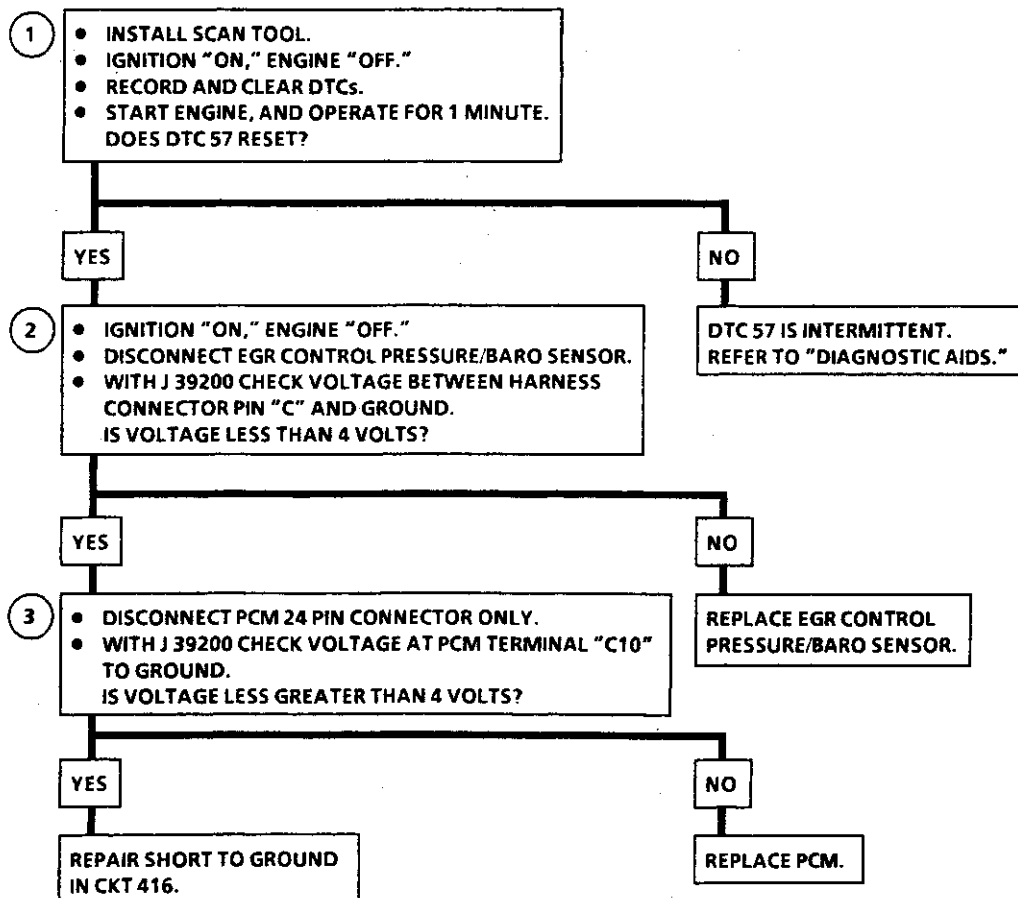 1
• INSTALL SCAN TOOL.
• IGNITION "ON," ENGINE "OFF."
• RECORD AND CLEAR DTCs.
• START ENGINE, AND OPERATE FOR 1 MINUTE.
DOES DTC 57 RESET?
YES
NO
DTC 57 IS INTERMITTENT.
REFER TO "DIAGNOSTIC AIDS."
2
• IGNITION "ON," ENGINE "OFF."
• DISCONNECT EGR CONTROL PRESSURE/BARO SENSOR.
• WITH J 39200 CHECK VOLTAGE BETWEEN HARNESS
CONNECTOR PIN "C" AND GROUND.
IS VOLTAGE LESS THAN 4 VOLTS?
YES
NO
REPLACE EGR CONTROL
PRESSURE/BARO SENSOR.
3
• DISCONNECT PCM 24 PIN CONNECTOR ONLY.
• WITH J 39200 CHECK VOLTAGE AT PCM TERMINAL "C10"
TO GROUND.
IS VOLTAGE LESS GREATER THAN 4 VOLTS?
YES
NO
REPAIR SHORT TO GROUND
IN CKT 416.
REPLACE PCM.